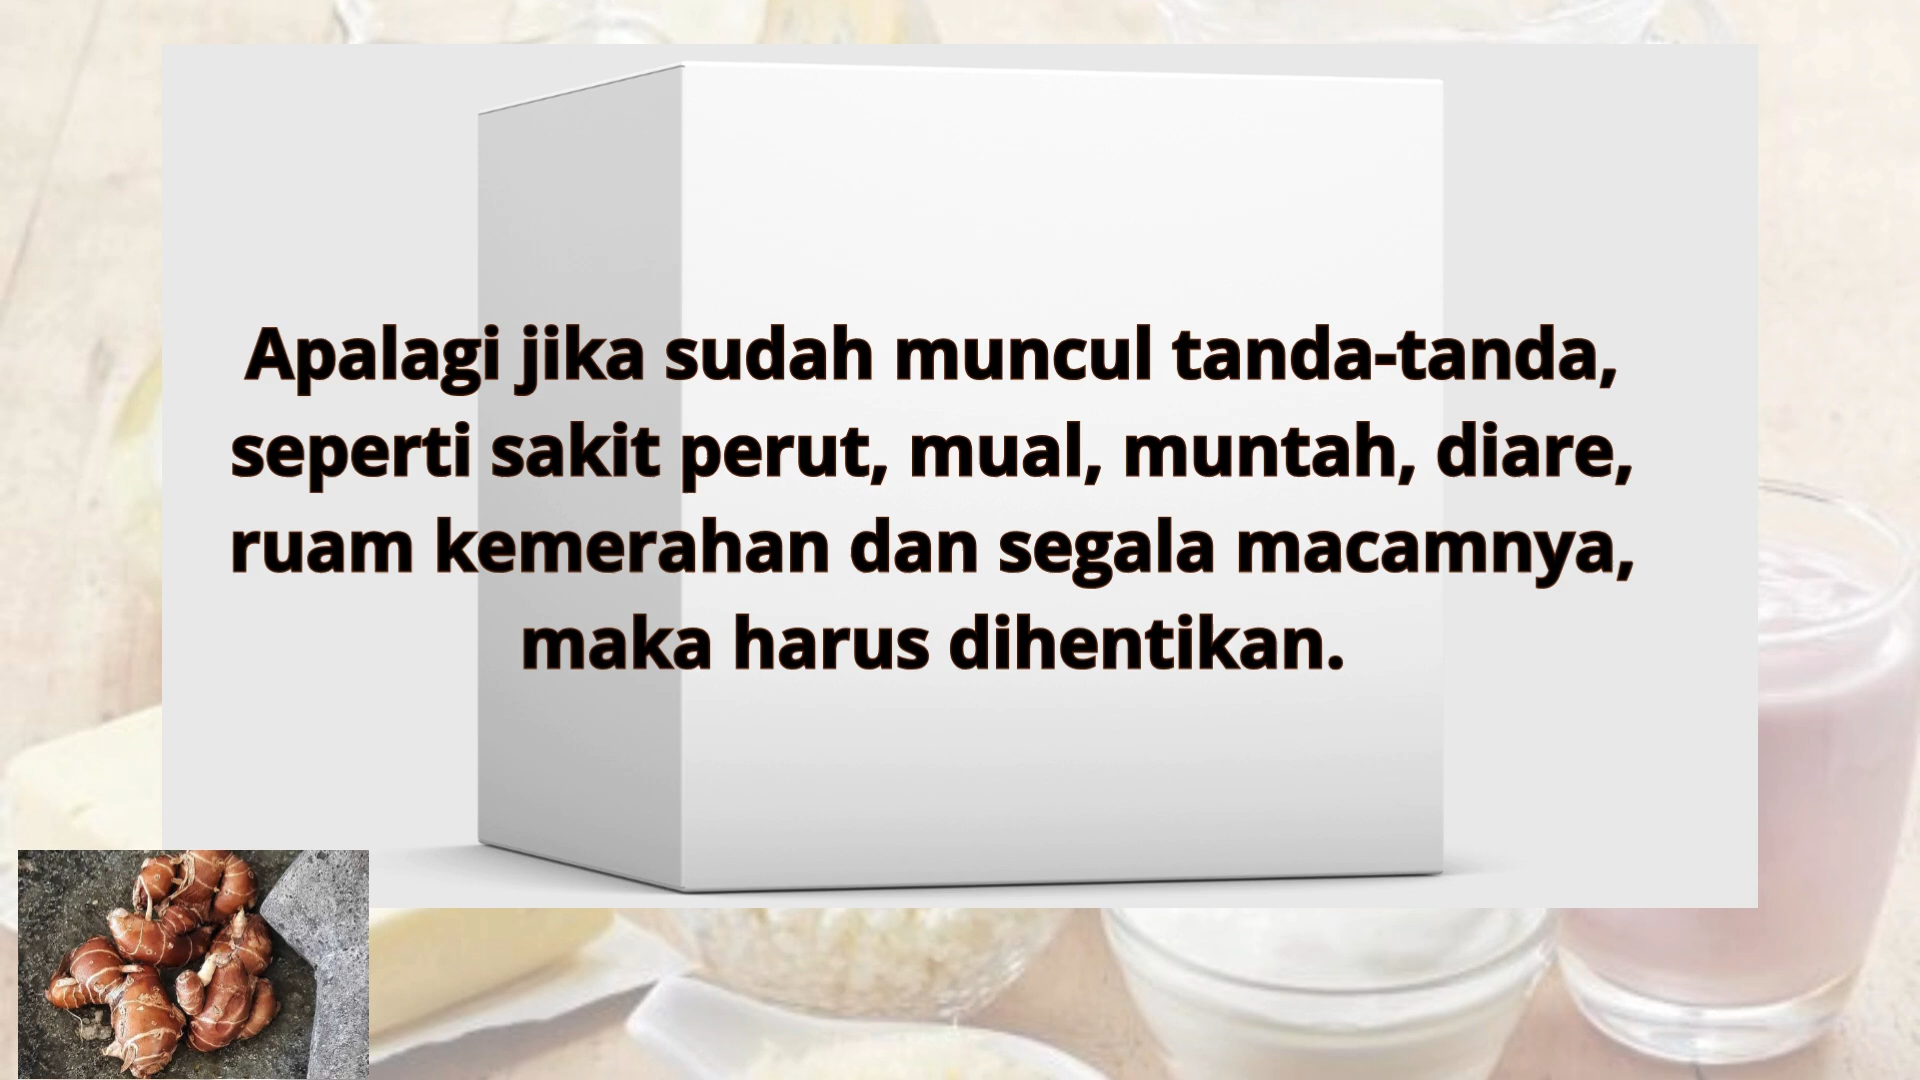 Apalagi jika sudah muncul tanda-tanda,
seperti sakit perut, mual, muntah, diare,
ruam kemerahan dan segala macamnya,
maka harus dihentikan.